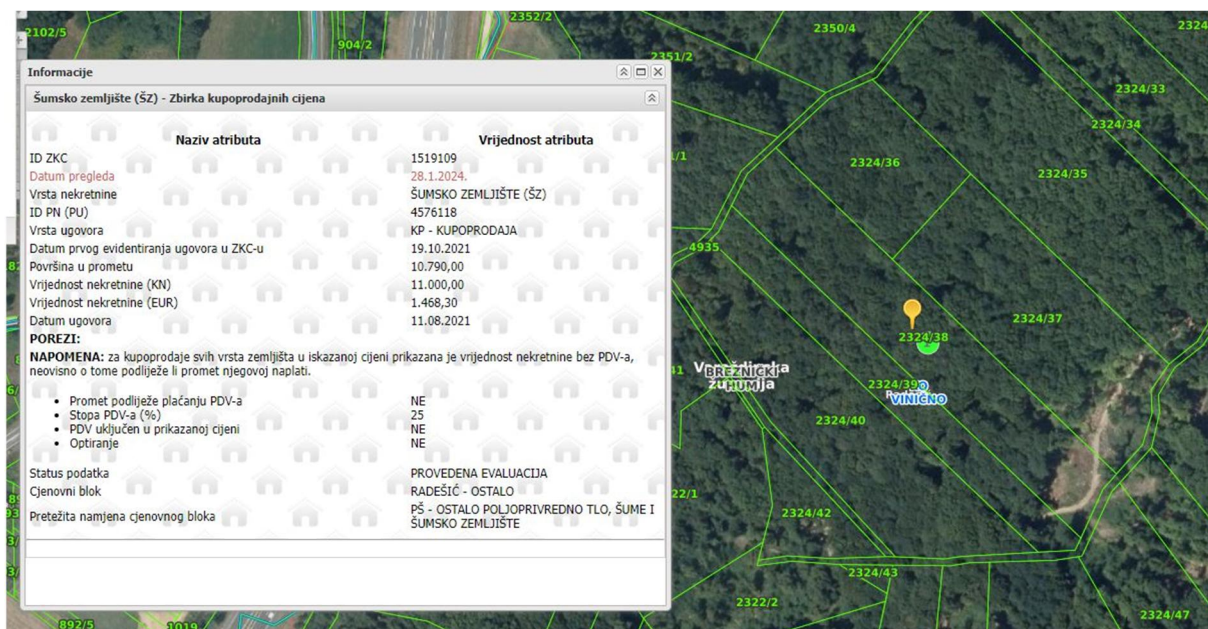 Informacije
Šumsko zemljište (ŠZ) - Zbirka kupoprodajnih cijena
Naziv atributa Vrijednost atributa
ID ZKC 1519109
Datum pregleda 28.1.2024.
Vrsta nekretnine ŠUMSKO ZEMLJIŠTE (ŠZ)
ID PN (PU) 4576118
Vrsta ugovora KP - KUPOPRODAJA
Datum prvog evidentiranja ugovora u ZKC-u 19.10.2021
Površina u prometu 10.790,00
Vrijednost nekretnine (KN) 11.000,00
Vrijednost nekretnine (EUR) 1.468,30
Datum ugovora 11.08.2021
POREZI:
NAPOMENA: za kupoprodaje svih vrsta zemljišta u iskazanoj cijeni prikazana je vrijednost nekretnine bez PDV-a,
neovisno o tome podliježe li promet njegovoj naplati.
• Promet podliježe plaćanju PDV-a NE
• Stopa PDV-a (%) 25
• PDV uključen u prikazanoj cijeni NE
• Optiranje NE
Status podatka PROVEDENA EVALUACIJA
Cjenovni blok RADEŠIĆ - OSTALO
Pretežita namjena cjenovnog bloka PŠ - OSTALO POLJOPRIVREDNO TLO, ŠUME I
ŠUMSKO ZEMLJIŠTE
2102/5
904/2
2352/2
2351/2
2350/4
2324
2324/33
2324/34
2324/36
2324/35
4935
2324/37
2324/38
BREZNIČKI
HUM
2324/39
VINIČNO
2324/40
2324/42
2324/43
2322/2
2324/47
892/5
1019